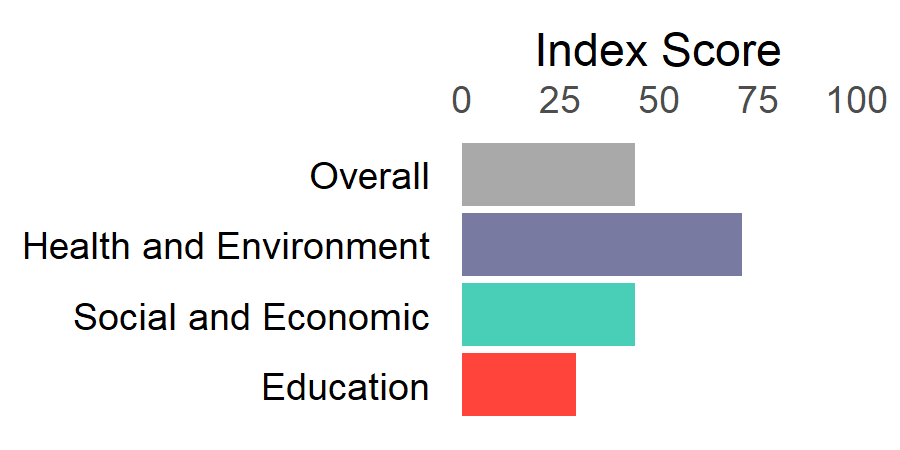 Index Score
0 25 50 75 100
Overall
Health and Environment
Social and Economic
Education